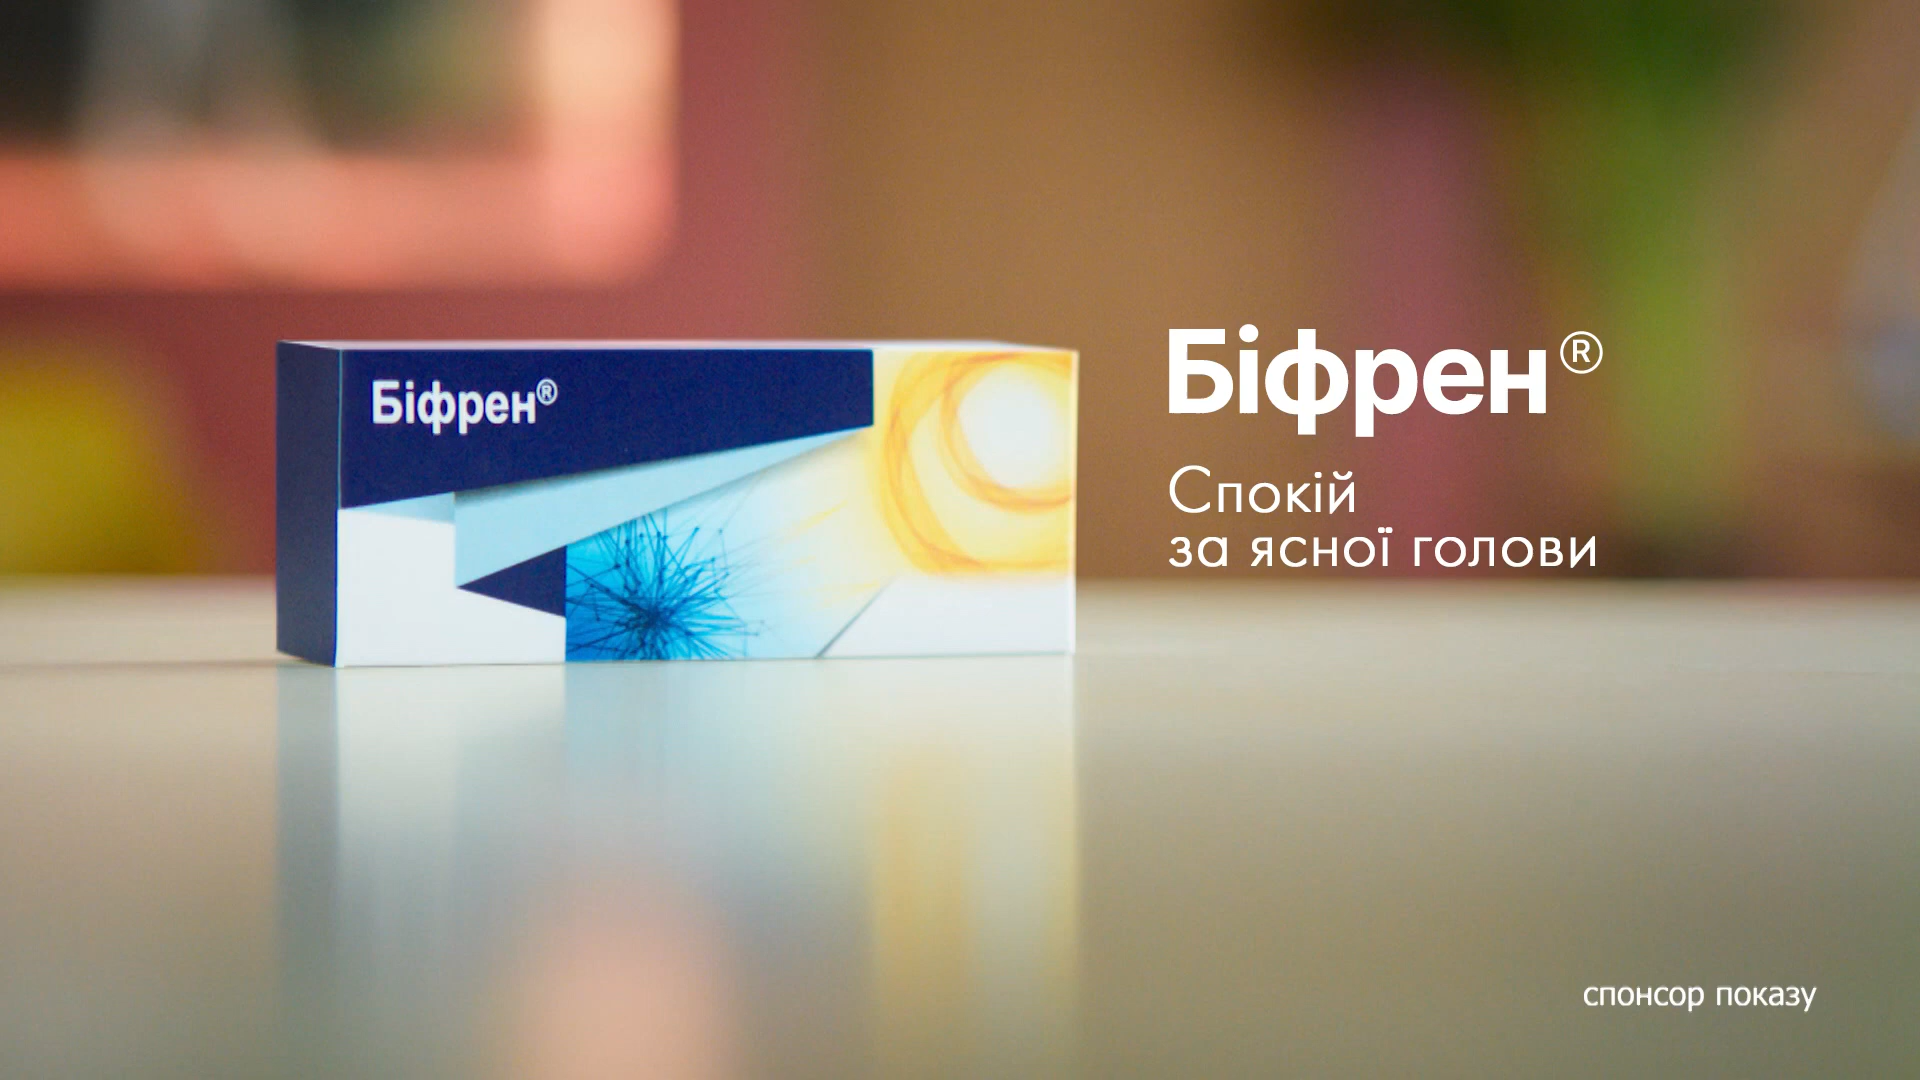 Біфрен®
Біфрен®
Спокій
за ясної голови
спонсор показу